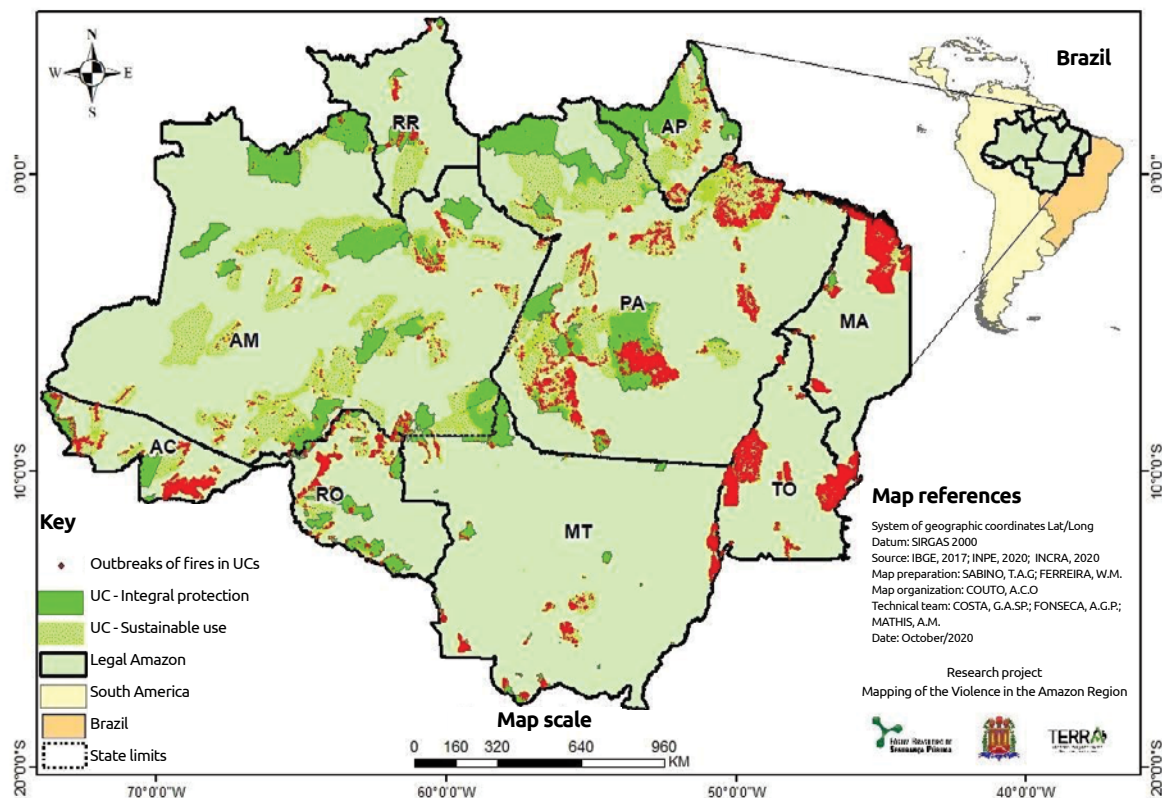 N
W
E
S
Brazil
RR
AP
0°0'0"
0°0'0"S
AM
PA
MA
AC
RO
MT
TO
10°0'0"S
10°0'0"S
Key
Outbreaks of fires in UCs
UC - Integral protection
UC - Sustainable use
Legal Amazon
South America
Brazil
State limits
Map references
System of geographic coordinates Lat/Long
Datum: SIRGAS 2000
Source: IBGE, 2017; INPE, 2020; INCRA, 2020
Map preparation: SABINO, T.A.G; FERREIRA, W.M.
Map organization: COUTO, A.C.O
Technical team: COSTA, G.A.SP.; FONSECA, A.G.P.;
MATHIS, A.M.
Date: October/2020
Research project
Mapping of the Violence in the Amazon Region
FÓRUM BRASILEIRO DE
SEGURANÇA PÚBLICA
TERRA
Map scale
0 160 320 640 960
KM
20°0'0"S
20°0'0"S
70°0'0"W
60°0'0"W
50°0'0"W
40°0'0"W